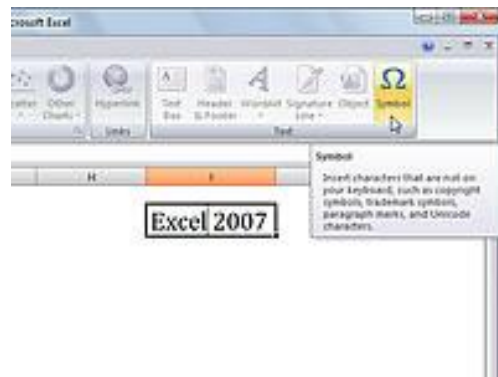 crosoft Excel
Other Charts
Hyperlink
Text Box
Header & Footer
WordArt
Signature Line
Object
Symbol
Links
Text
H
I
Excel 2007
Symbol
Insert characters that are not on
your keyboard, such as copyright
symbols, trademark symbols,
paragraph marks, and Unicode
characters.